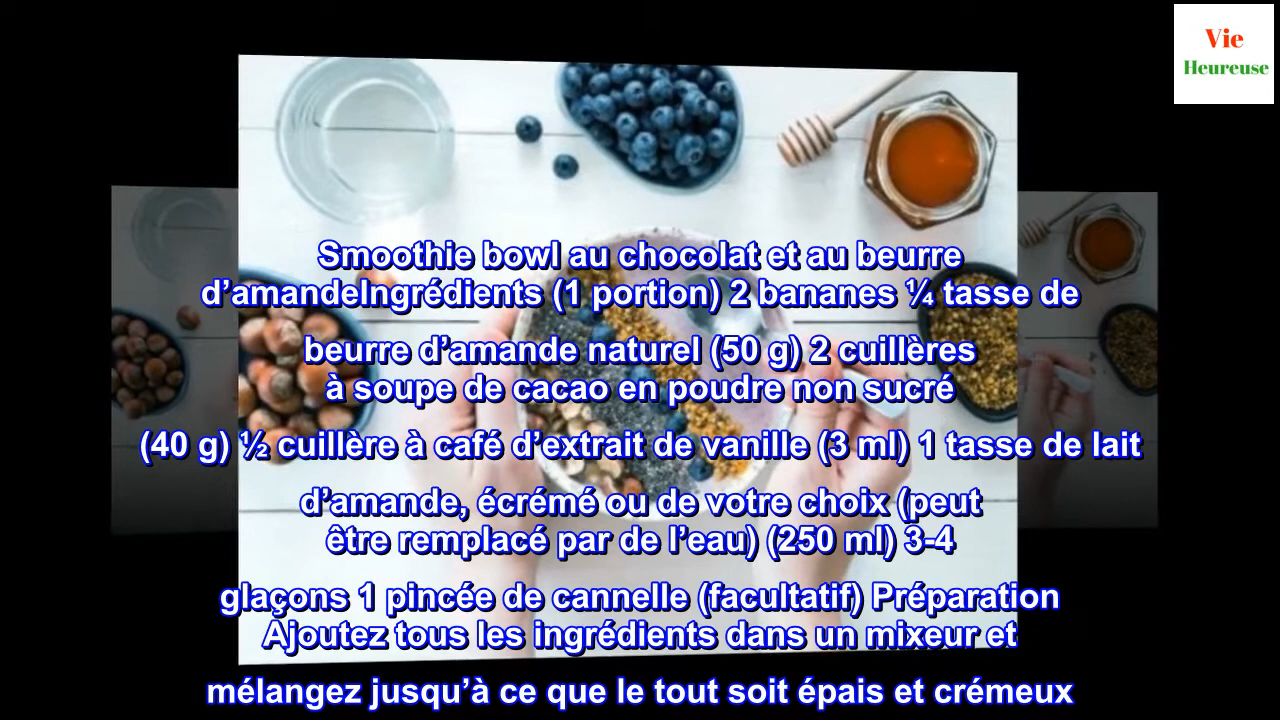 Vie
Heureuse
Smoothie bowl au chocolat et au beurre
d’amandeIngrédients (1 portion) 2 bananes ¼ tasse de
beurre d’amande naturel (50 g) 2 cuillères
à soupe de cacao en poudre non sucré
(40 g) ½ cuillère à café d’extrait de vanille (3 ml) 1 tasse de lait
d’amande, écrémé ou de votre choix (peut
être remplacé par de l’eau) (250 ml) 3-4
glaçons 1 pincée de cannelle (facultatif) Préparation
Ajoutez tous les ingrédients dans un mixeur et
mélangez jusqu’à ce que le tout soit épais et crémeux